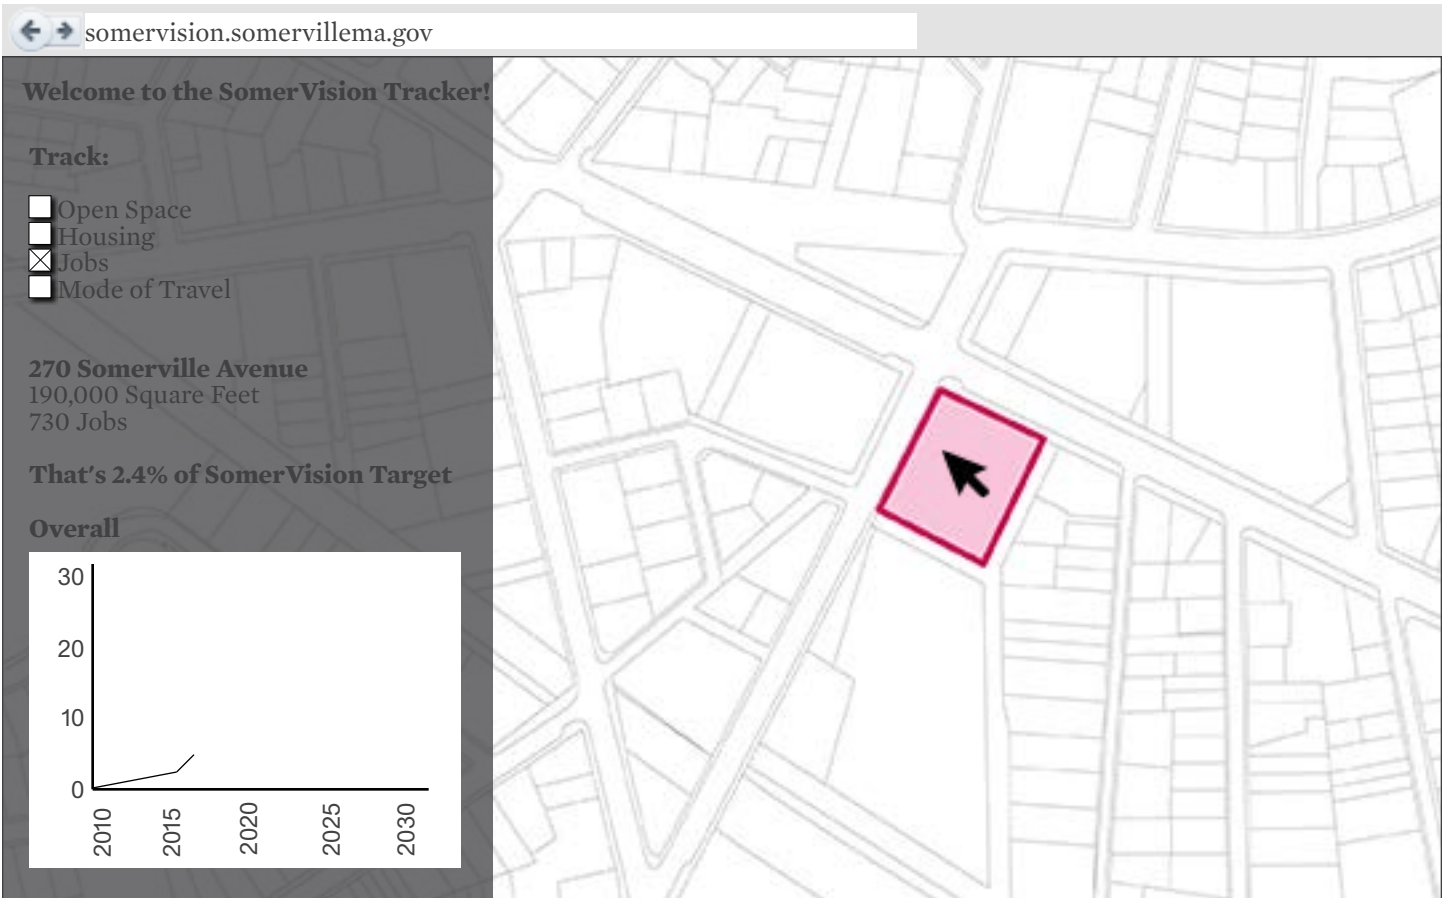 somervision.somervillema.gov
Welcome to the SomerVision Tracker!
Track:
Open Space
Housing
Jobs
Mode of Travel
270 Somerville Avenue
190,000 Square Feet
730 Jobs
That's 2.4% of SomerVision Target
Overall
30
20
10
0
2010
2015
2020
2025
2030